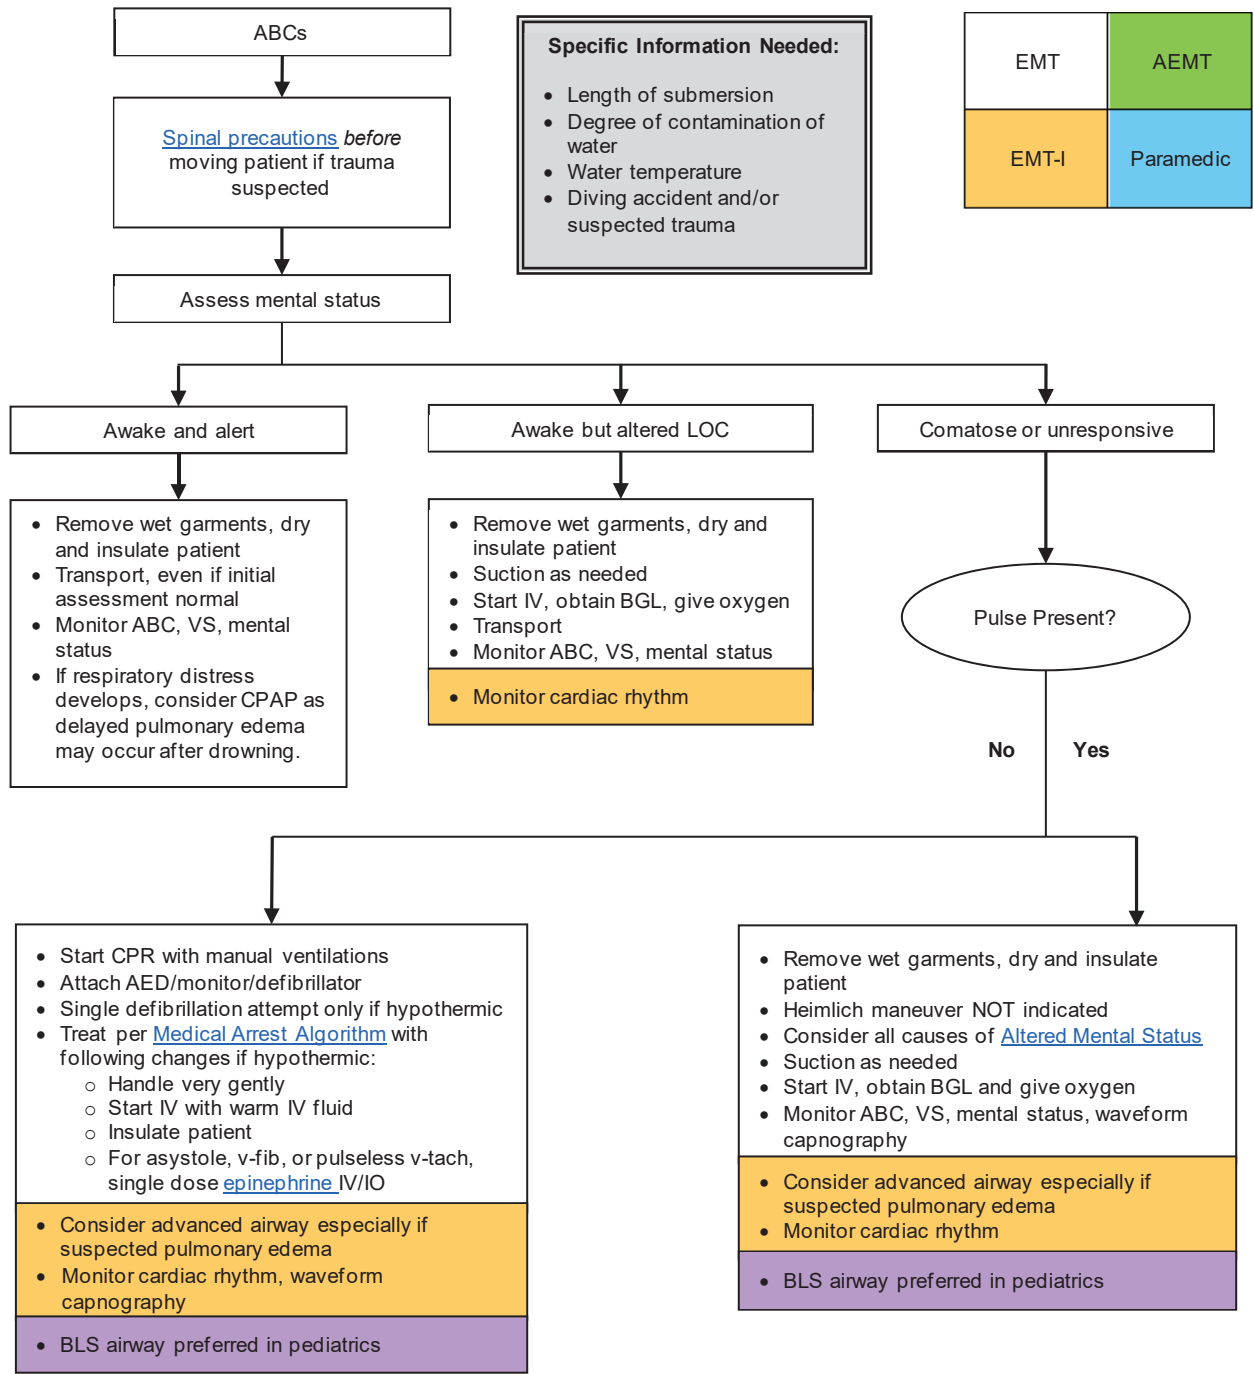 ABCs
Spinal precautions before
moving patient if trauma
suspected
Assess mental status
Specific Information Needed:
• Length of submersion
• Degree of contamination of
water
• Water temperature
• Diving accident and/or
suspected trauma
EMT
AEMT
EMT-I
Paramedic
Awake and alert
• Remove wet garments, dry
and insulate patient
• Transport, even if initial
assessment normal
• Monitor ABC, VS, mental
status
• If respiratory distress
develops, consider CPAP as
delayed pulmonary edema
may occur after drowning.
Awake but altered LOC
• Remove wet garments, dry and
insulate patient
• Suction as needed
• Start IV, obtain BGL, give oxygen
• Transport
• Monitor ABC, VS, mental status
• Monitor cardiac rhythm
Comatose or unresponsive
Pulse Present?
No
Yes
• Start CPR with manual ventilations
• Attach AED/monitor/defibrillator
• Single defibrillation attempt only if hypothermic
• Treat per Medical Arrest Algorithm with
following changes if hypothermic:
o Handle very gently
o Start IV with warm IV fluid
o Insulate patient
o For asystole, v-fib, or pulseless v-tach,
single dose epinephrine IV/IO
• Consider advanced airway especially if
suspected pulmonary edema
• Monitor cardiac rhythm, waveform
capnography
• BLS airway preferred in pediatrics
• Remove wet garments, dry and insulate
patient
• Heimlich maneuver NOT indicated
• Consider all causes of Altered Mental Status
• Suction as needed
• Start IV, obtain BGL and give oxygen
• Monitor ABC, VS, mental status, waveform
capnography
• Consider advanced airway especially if
suspected pulmonary edema
• Monitor cardiac rhythm
• BLS airway preferred in pediatrics